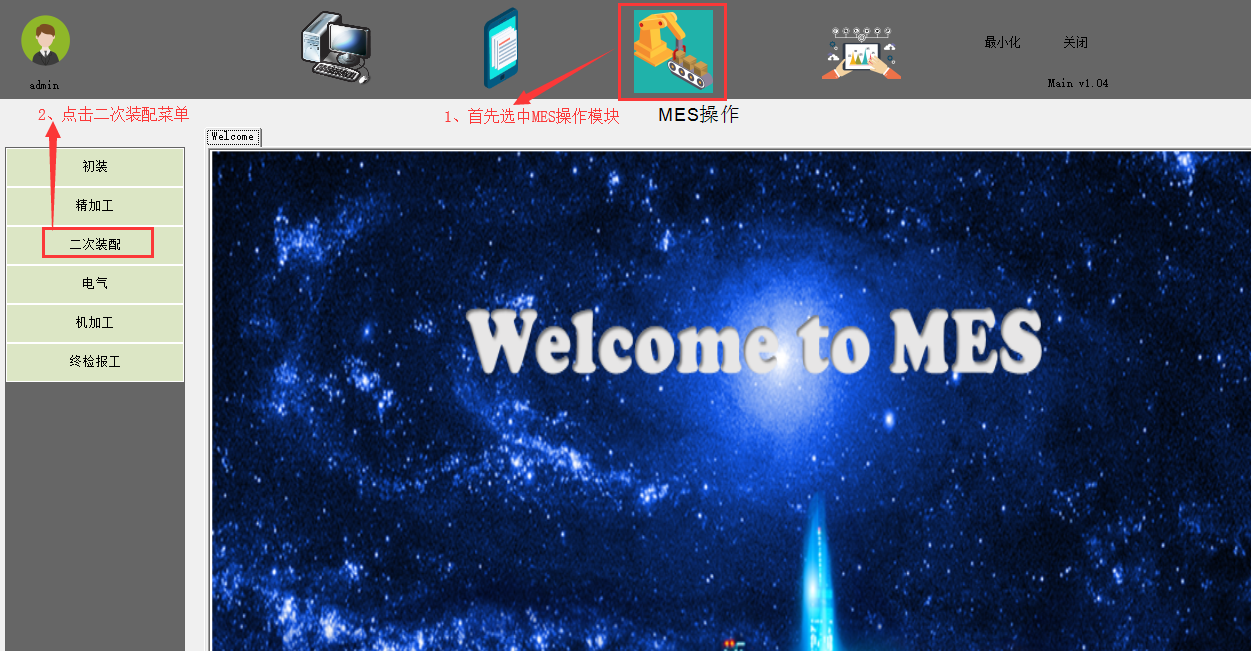 最小化
关闭
admin
Main v1.04
2、点击二次装配菜单
1、首先选中MES操作模块
MES操作
Welcome
初装
精加工
二次装配
电气
机加工
终检报工
Welcome to MES